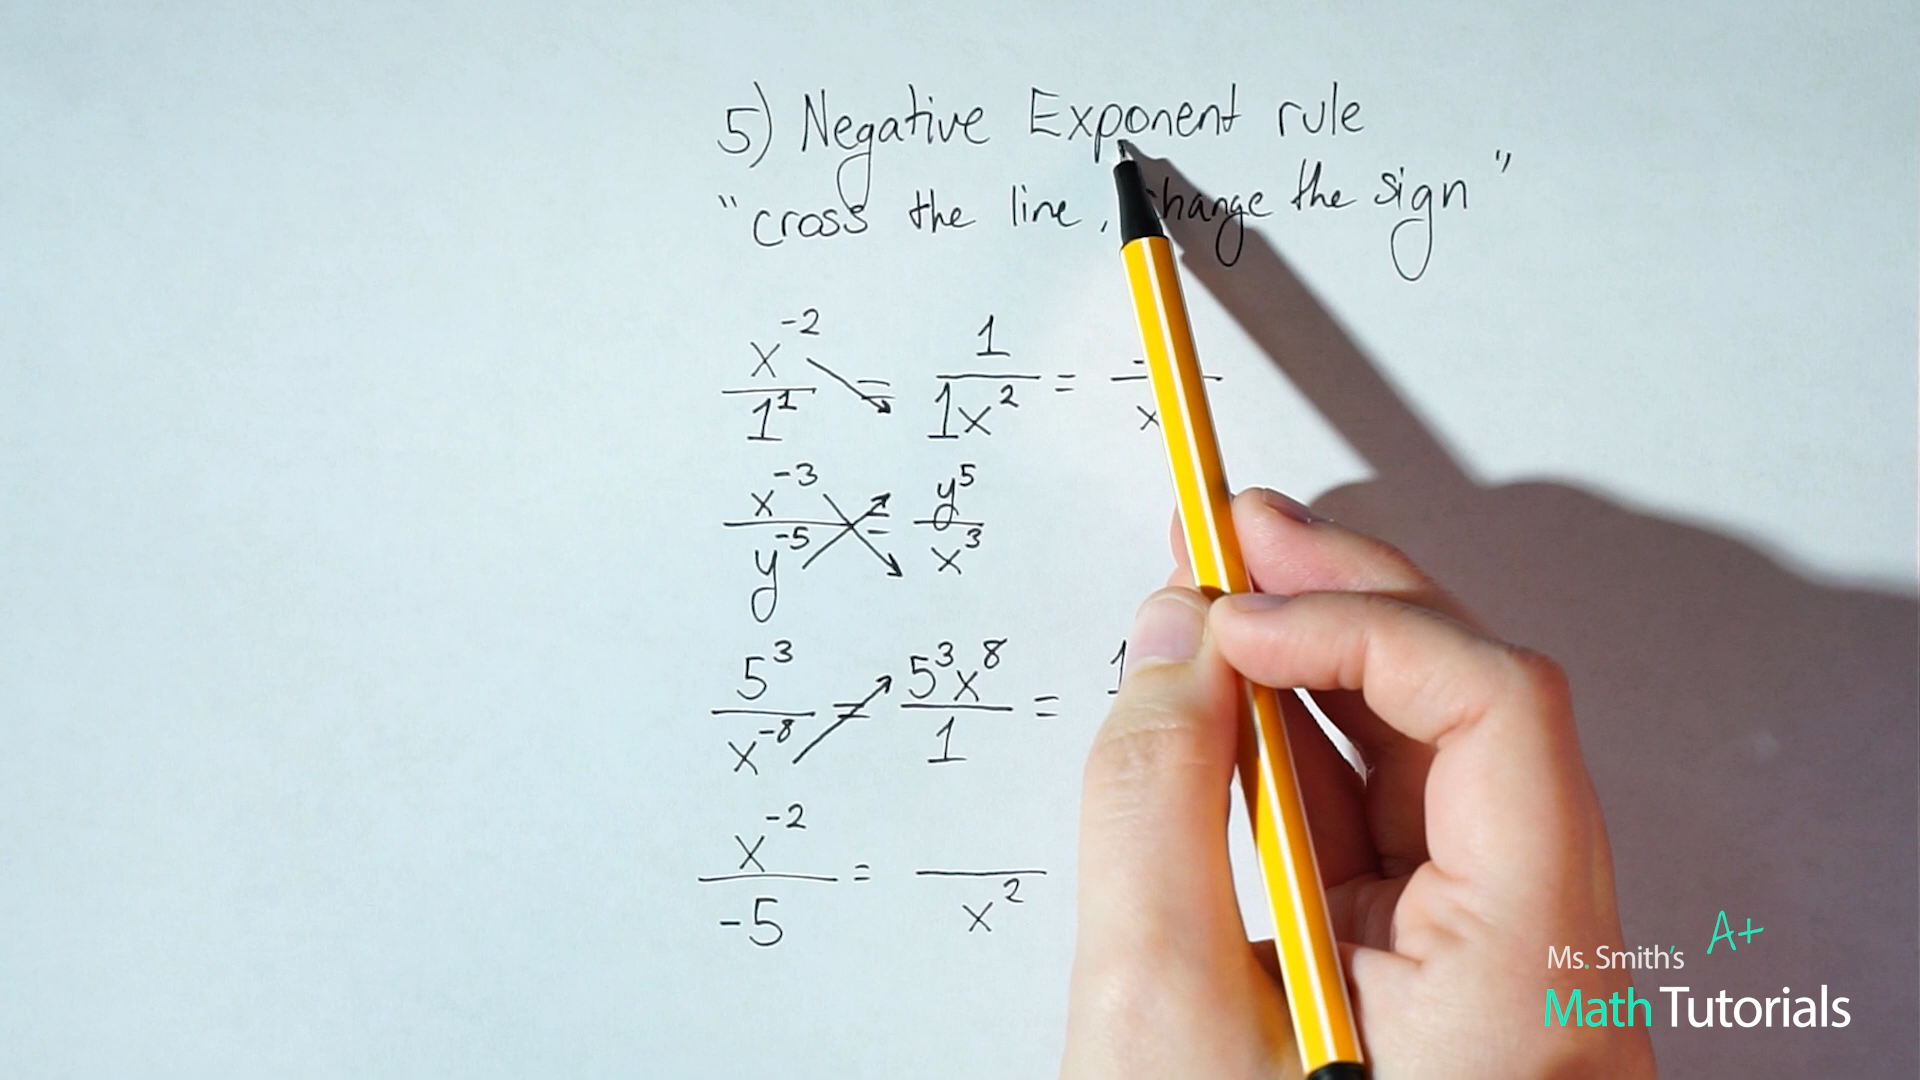 5) Negative Exponent rule
"cross the line, change the sign"
x^-2 / 1^1 = 1 / 1x^2 = / x
x^-3 / y^-5 = y^5 / x^3
5^3 / x^-8 = 5^3x^8 / 1 = 1
x^-2 / -5 = / x^2
Ms. Smith's A+
Math Tutorials